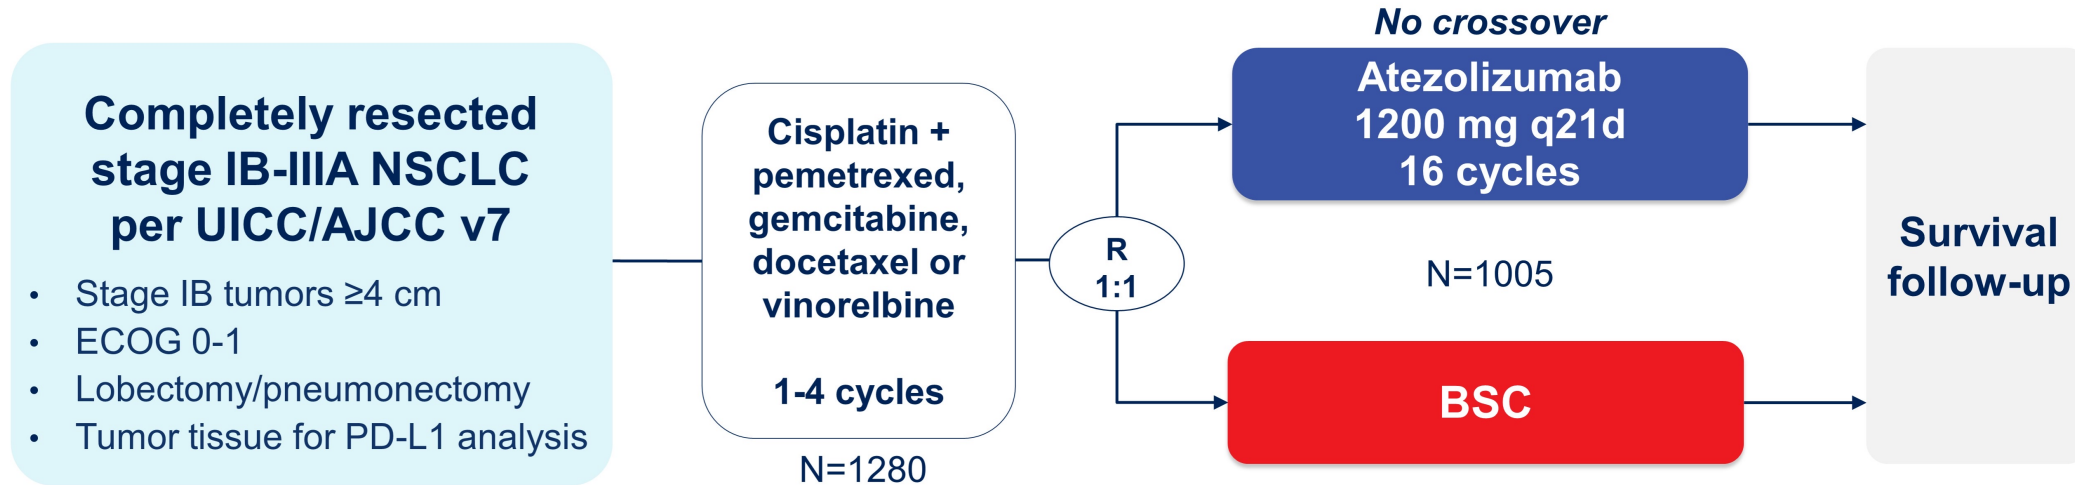 Completely resected
stage IB-IIIA NSCLC
per UICC/AJCC v7
• Stage IB tumors ≥4 cm
• ECOG 0-1
• Lobectomy/pneumonectomy
• Tumor tissue for PD-L1 analysis
Cisplatin +
pemetrexed,
gemcitabine,
docetaxel or
vinorelbine
1-4 cycles
N=1280
R
1:1
No crossover
Atezolizumab
1200 mg q21d
16 cycles
N=1005
BSC
Survival
follow-up